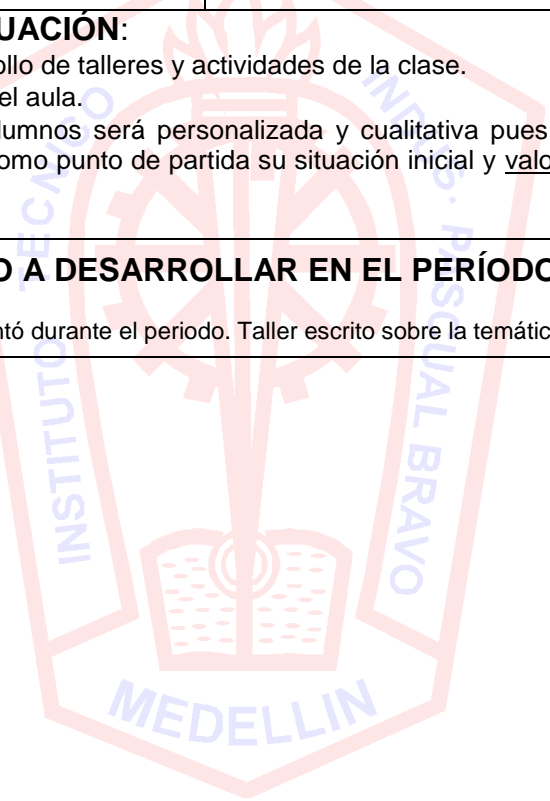 UACIÓN:
ollo de talleres y actividades de la clase.
el aula.
lumnos será personalizada y cualitativa pues
omo punto de partida su situación inicial y valo
O A DESARROLLAR EN EL PERÍODO
ntó durante el periodo. Taller escrito sobre la temátic
INSTITUTO TECNICO
INDUS. PASCUAL BRAVO
MEDELLIN